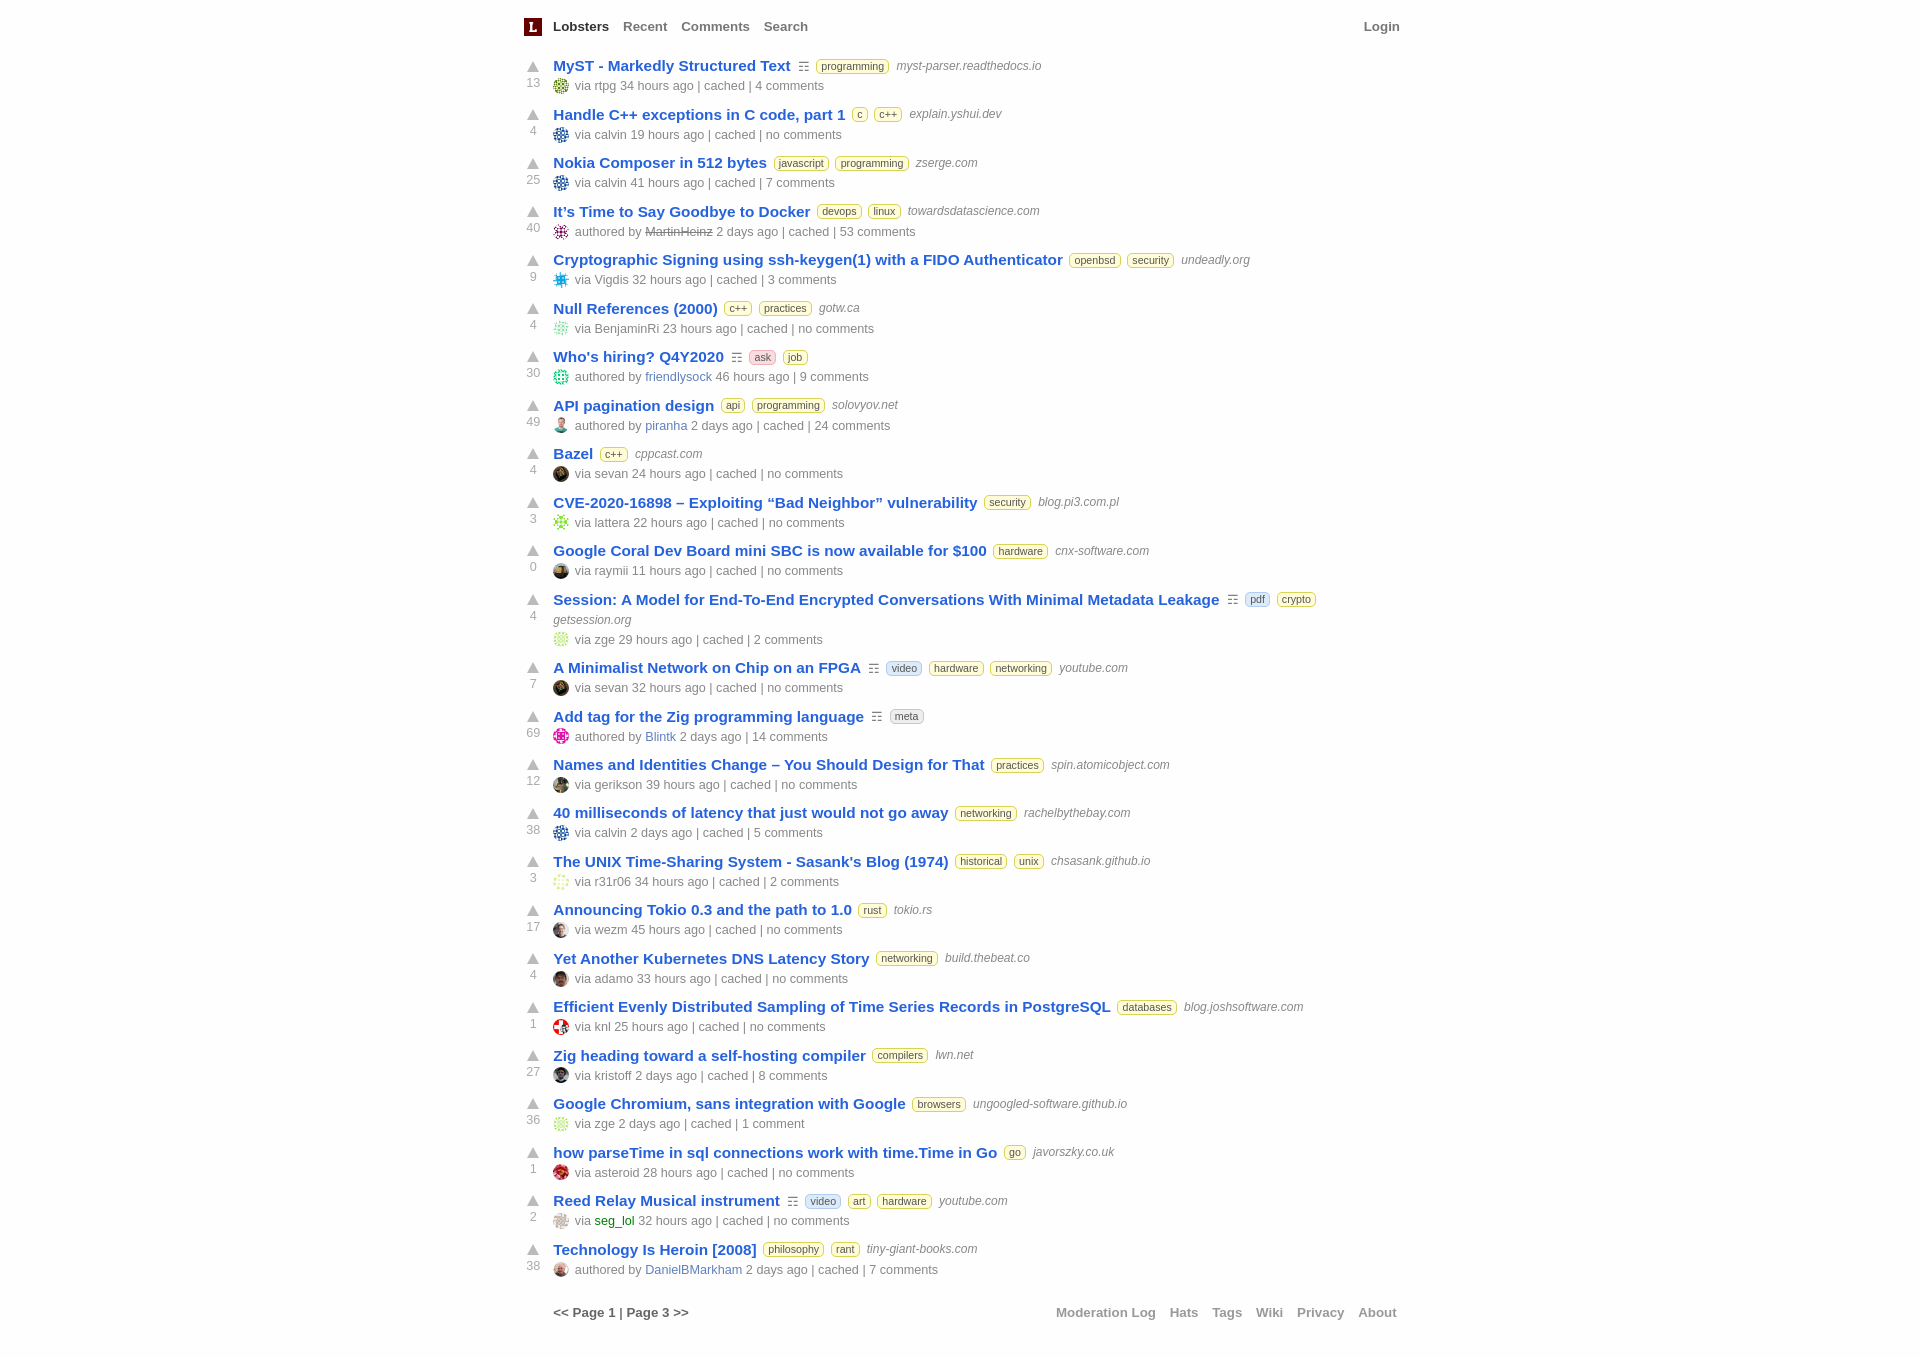 L Lobsters Recent Comments Search Login
MyST - Markedly Structured Text ☶ programming myst-parser.readthedocs.io
13
via rtpg 34 hours ago | cached | 4 comments
Handle C++ exceptions in C code, part 1 c c++ explain.yshui.dev
4
via calvin 19 hours ago | cached | no comments
Nokia Composer in 512 bytes javascript programming zserge.com
25
via calvin 41 hours ago | cached | 7 comments
It’s Time to Say Goodbye to Docker devops linux towardsdatascience.com
40
authored by MartinHeinz 2 days ago | cached | 53 comments
Cryptographic Signing using ssh-keygen(1) with a FIDO Authenticator openbsd security undeadly.org
9
via Vigdis 32 hours ago | cached | 3 comments
Null References (2000) c++ practices gotw.ca
4
via BenjaminRi 23 hours ago | cached | no comments
Who's hiring? Q4Y2020 ☶ ask job
30
authored by friendlysock 46 hours ago | 9 comments
API pagination design api programming solovyov.net
49
authored by piranha 2 days ago | cached | 24 comments
Bazel c++ cppcast.com
4
via sevan 24 hours ago | cached | no comments
CVE-2020-16898 – Exploiting “Bad Neighbor” vulnerability security blog.pi3.com.pl
3
via lattera 22 hours ago | cached | no comments
Google Coral Dev Board mini SBC is now available for $100 hardware cnx-software.com
0
via raymii 11 hours ago | cached | no comments
Session: A Model for End-To-End Encrypted Conversations With Minimal Metadata Leakage ☶ pdf crypto
4
getsession.org
via zge 29 hours ago | cached | 2 comments
A Minimalist Network on Chip on an FPGA ☶ video hardware networking youtube.com
7
via sevan 32 hours ago | cached | no comments
Add tag for the Zig programming language ☶ meta
69
authored by Blintk 2 days ago | 14 comments
Names and Identities Change – You Should Design for That practices spin.atomicobject.com
12
via gerikson 39 hours ago | cached | no comments
40 milliseconds of latency that just would not go away networking rachelbythebay.com
38
via calvin 2 days ago | cached | 5 comments
The UNIX Time-Sharing System - Sasank's Blog (1974) historical unix chsasank.github.io
3
via r31r06 34 hours ago | cached | 2 comments
Announcing Tokio 0.3 and the path to 1.0 rust tokio.rs
17
via wezm 45 hours ago | cached | no comments
Yet Another Kubernetes DNS Latency Story networking build.thebeat.co
4
via adamo 33 hours ago | cached | no comments
Efficient Evenly Distributed Sampling of Time Series Records in PostgreSQL databases blog.joshsoftware.com
1
via knl 25 hours ago | cached | no comments
Zig heading toward a self-hosting compiler compilers lwn.net
27
via kristoff 2 days ago | cached | 8 comments
Google Chromium, sans integration with Google browsers ungoogled-software.github.io
36
via zge 2 days ago | cached | 1 comment
how parseTime in sql connections work with time.Time in Go go javorszky.co.uk
1
via asteroid 28 hours ago | cached | no comments
Reed Relay Musical instrument ☶ video art hardware youtube.com
2
via seg_lol 32 hours ago | cached | no comments
Technology Is Heroin [2008] philosophy rant tiny-giant-books.com
38
authored by DanielBMarkham 2 days ago | cached | 7 comments
<< Page 1 | Page 3 >> Moderation Log Hats Tags Wiki Privacy About